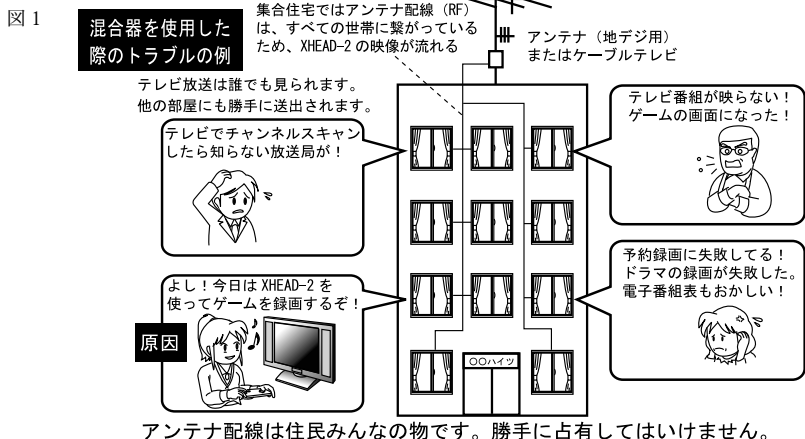 図 1
混合器を使用した
際のトラブルの例
集合住宅ではアンテナ配線（RF）
は、すべての世帯に繋がっている
ため、XHEAD-2 の映像が流れる
アンテナ（地デジ用）
またはケーブルテレビ
テレビ放送は誰でも見られます。
他の部屋にも勝手に送出されます。
テレビでチャンネルスキャン
したら知らない放送局が！
テレビ番組が映らない！
ゲームの画面になった！
よし！今日は XHEAD-2 を
使ってゲームを録画するぞ！
原因
予約録画に失敗してる！
ドラマの録画が失敗した。
電子番組表もおかしい！
○○ハイツ
アンテナ配線は住民みんなの物です。勝手に占有してはいけません。